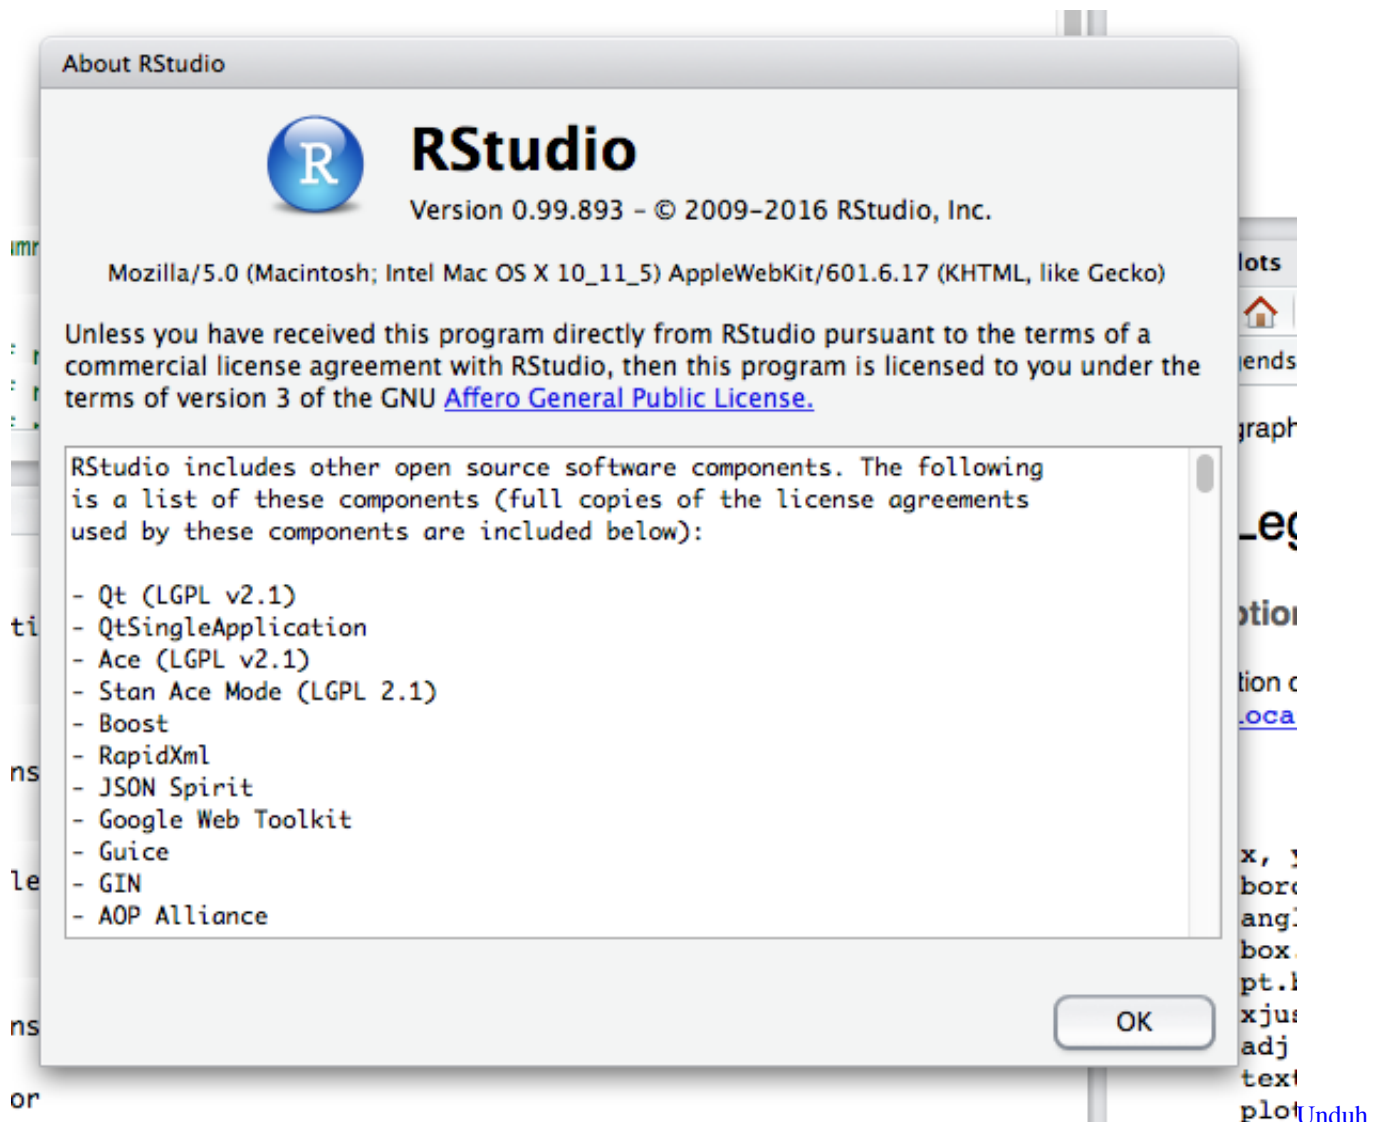 About RStudio
R
RStudio
Version 0.99.893 – © 2009–2016 RStudio, Inc.
Mozilla/5.0 (Macintosh; Intel Mac OS X 10_11_5) AppleWebKit/601.6.17 (KHTML, like Gecko)
Unless you have received this program directly from RStudio pursuant to the terms of a
commercial license agreement with RStudio, then this program is licensed to you under the
terms of version 3 of the GNU Affero General Public License.
RStudio includes other open source software components. The following
is a list of these components (full copies of the license agreements
used by these components are included below):
- Qt (LGPL v2.1)
- QtSingleApplication
- Ace (LGPL v2.1)
- Stan Ace Mode (LGPL 2.1)
- Boost
- RapidXml
- JSON Spirit
- Google Web Toolkit
- Guice
- GIN
- AOP Alliance
OK
lots
ends
graph
tion
x,
adj
Unduh